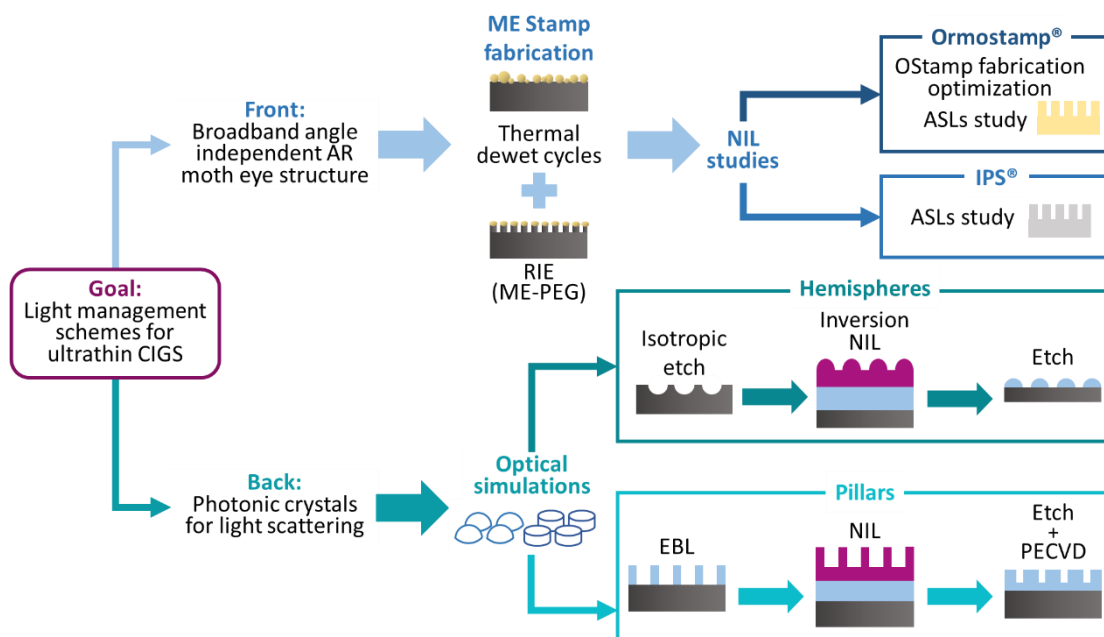 Goal:
Light management
schemes for
ultrathin CIGS
Front:
Broadband angle
independent AR
moth eye structure
ME Stamp
fabrication
Thermal
dewet cycles
RIE
(ME-PEG)
NIL
studies
Ormostamp®
OStamp fabrication
optimization
ASLs study
IPS®
ASLs study
Back:
Photonic crystals
for light scattering
Optical
simulations
Hemispheres
Isotropic
etch
Inversion
NIL
Etch
Pillars
EBL
NIL
Etch
+
PECVD